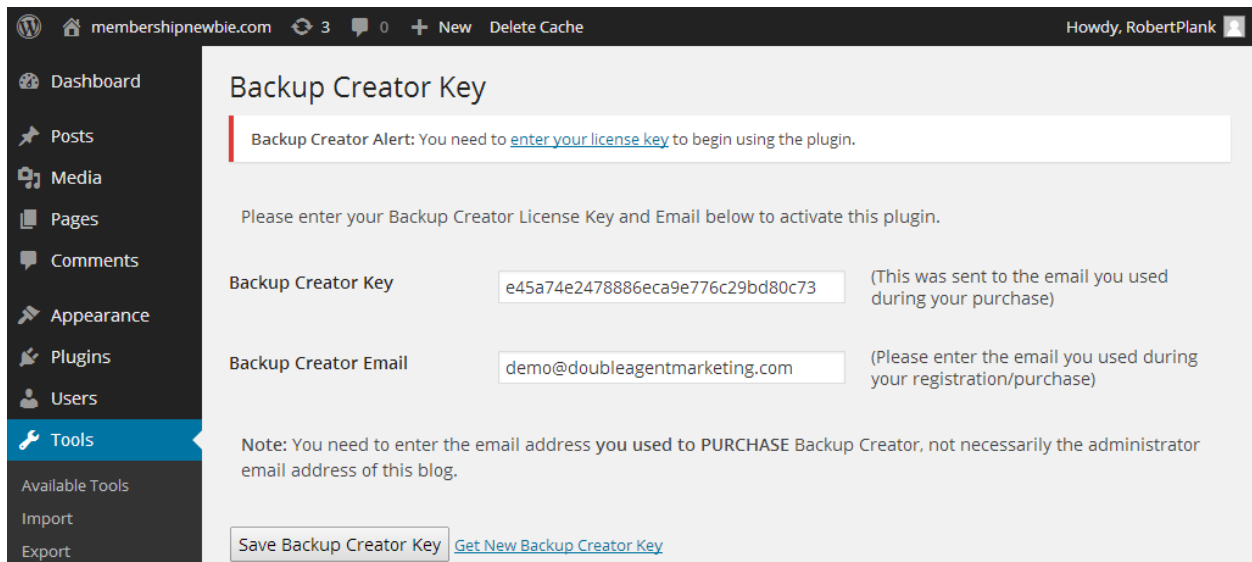 membershipnewbie.com 3 0 New Delete Cache Howdy, RobertPlank
Dashboard
Posts
Media
Pages
Comments
Appearance
Plugins
Users
Tools
Available Tools
Import
Export
Backup Creator Key
Backup Creator Alert: You need to enter your license key to begin using the plugin.
Please enter your Backup Creator License Key and Email below to activate this plugin.
Backup Creator Key e45a74e2478886eca9e776c29bd80c73 (This was sent to the email you used
during your purchase)
Backup Creator Email demo@doubleagentmarketing.com (Please enter the email you used during
your registration/purchase)
Note: You need to enter the email address you used to PURCHASE Backup Creator, not necessarily the administrator
email address of this blog.
Save Backup Creator Key Get New Backup Creator Key